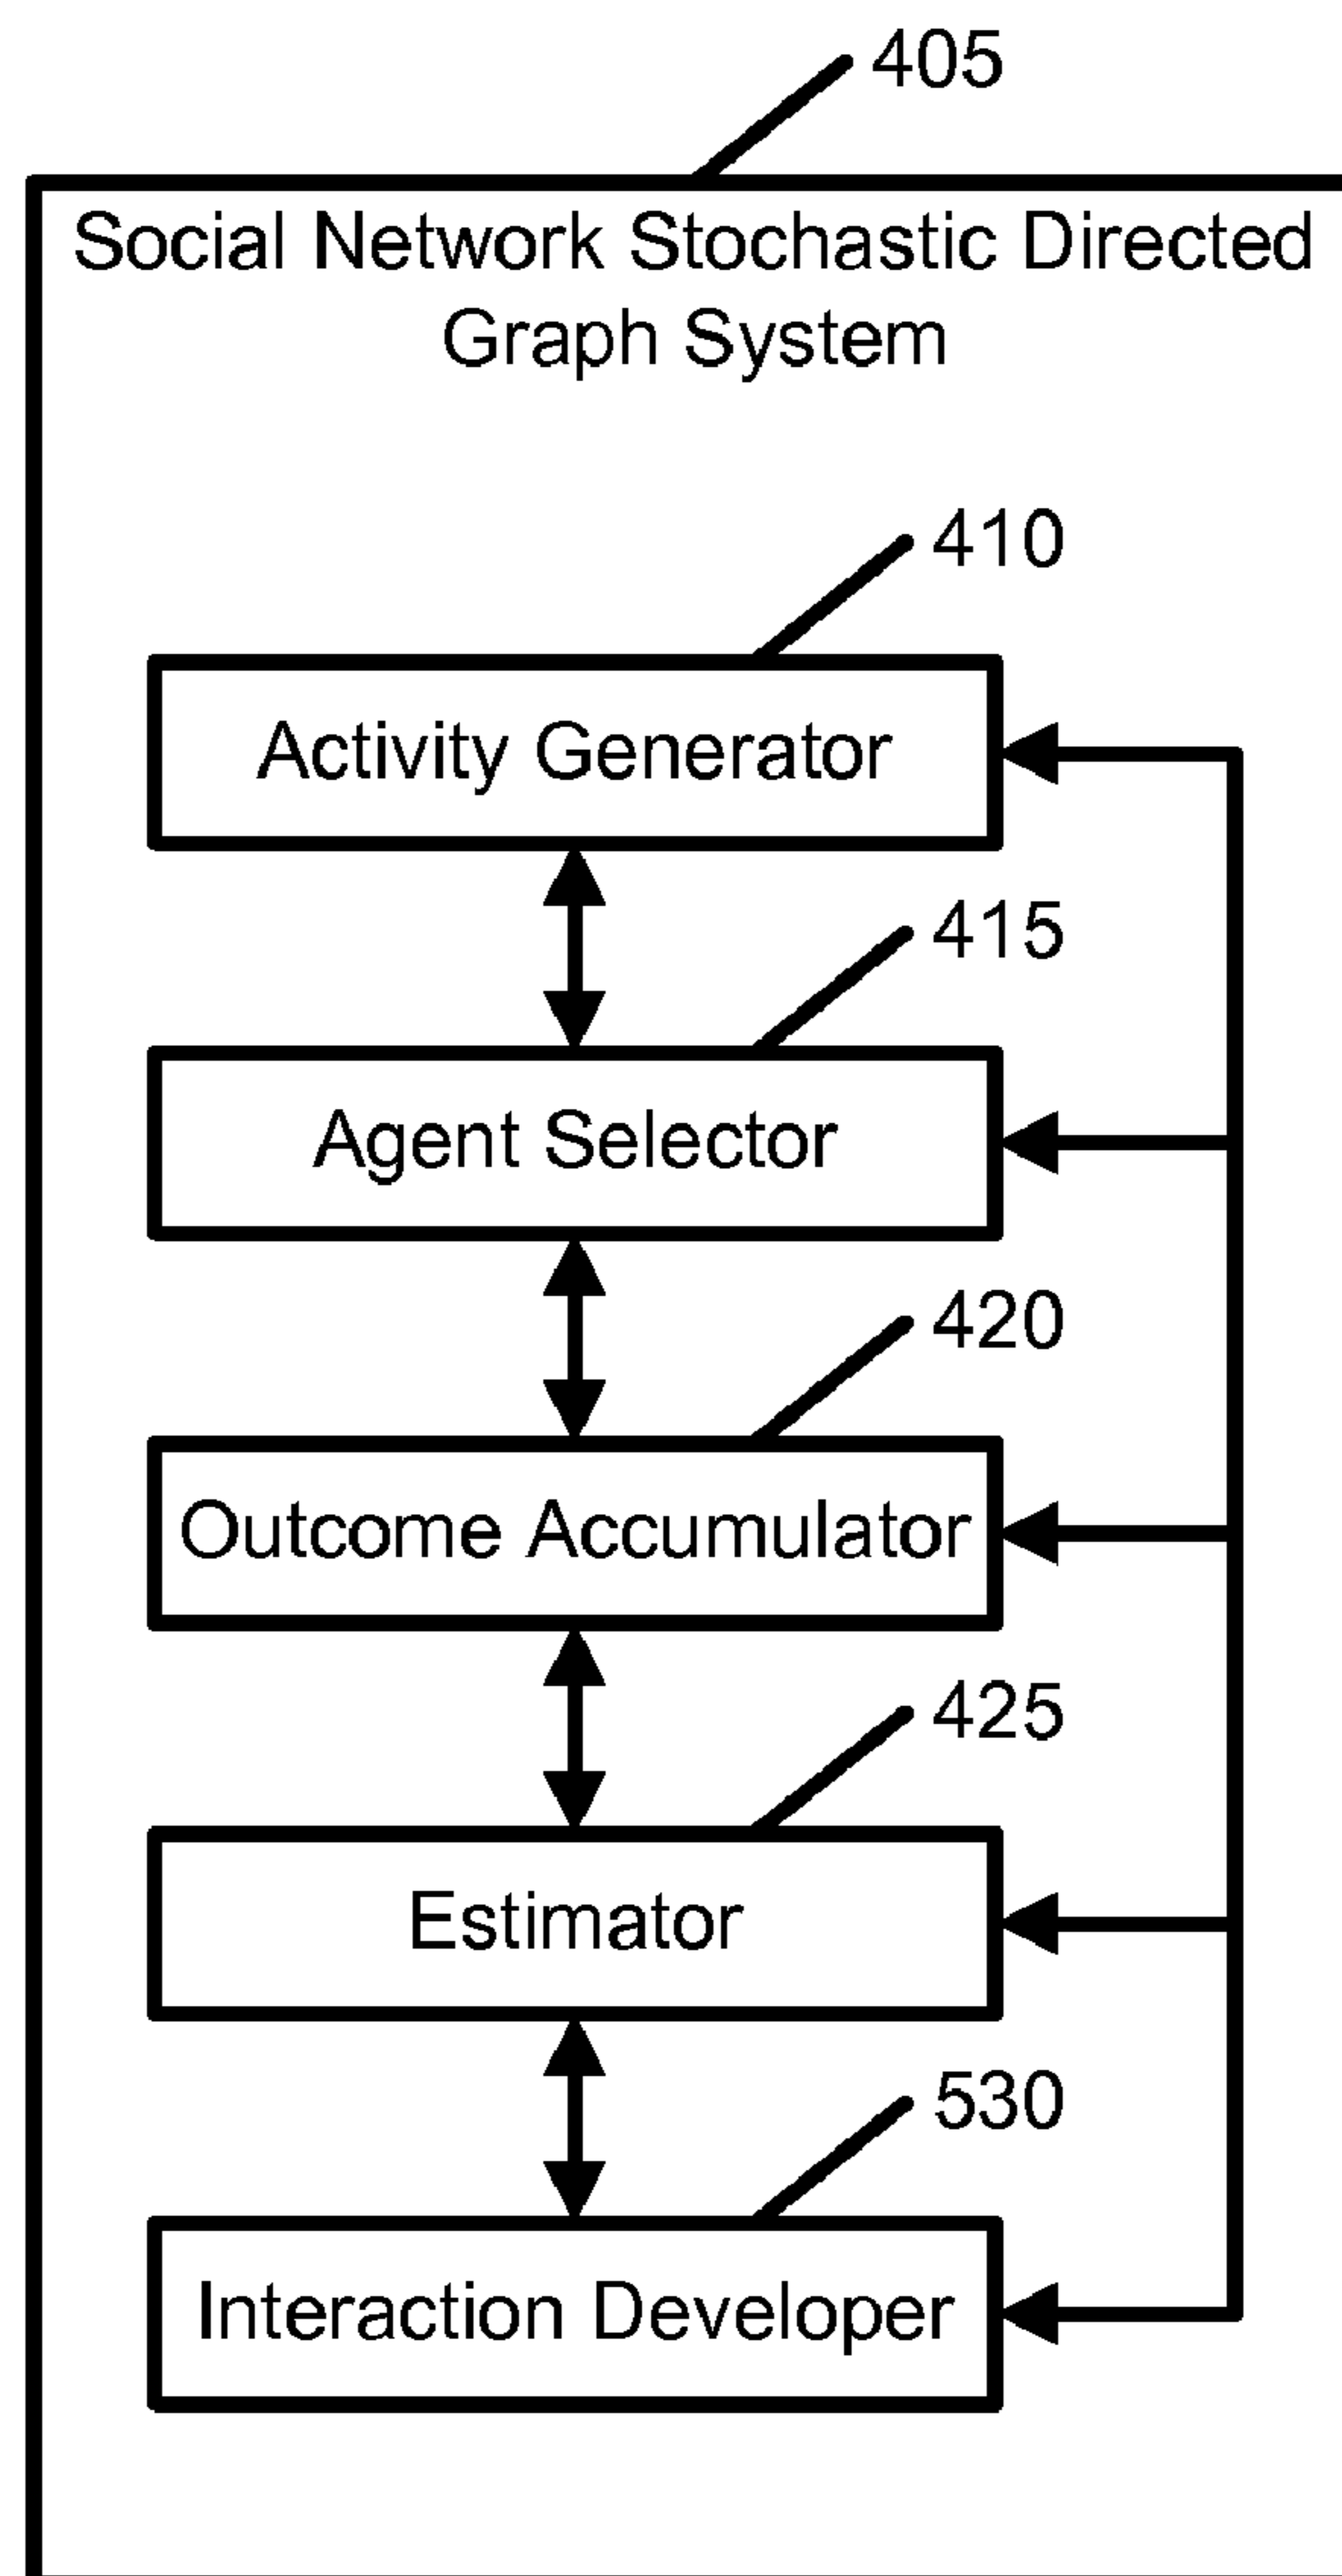 405
Social Network Stochastic Directed
Graph System
410
Activity Generator
415
Agent Selector
420
Outcome Accumulator
425
Estimator
530
Interaction Developer